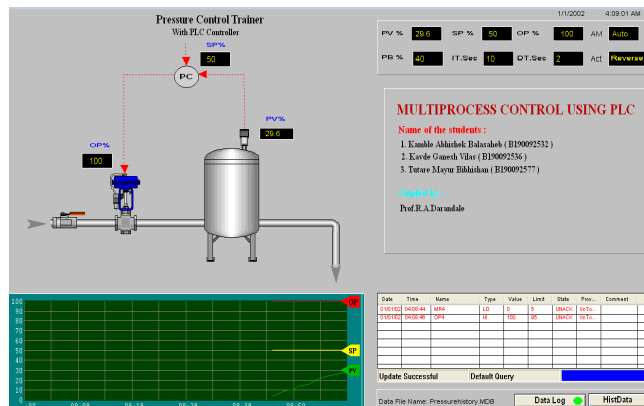 Pressure Control Trainer
With PLC Controller
SP%
50
PC
PV%
29.6
OP%
100
1/1/2002 4:09:01 AM
PV % 29.6 SP % 50 OP % 100 AM Auto
PB % 40 IT.Sec 10 DT.Sec 2 Act Reverse
MULTIPROCESS CONTROL USING PLC
Name of the students :
1. Kamble Abhishek Balasaheb ( B190092532 )
2. Kavde Ganesh Vilas ( B190092536 )
3. Tutare Mayur Bibhishan ( B190092577 )
Guided by :
Prof.R.A.Darandale
100
90
80
70
60
50
40
30
20
10
0
OP
SP
PV
Date Time Name Type Value Limit State Prov... Comment
01/01/02 04:08:44 MR4 LO 0 5 UNACK \\nTo...
01/01/02 04:08:46 OP4 HI 100 95 UNACK \\nTo...
Update Successful Default Query
Data File Name: Pressurehistory.MDB Data Log HistData